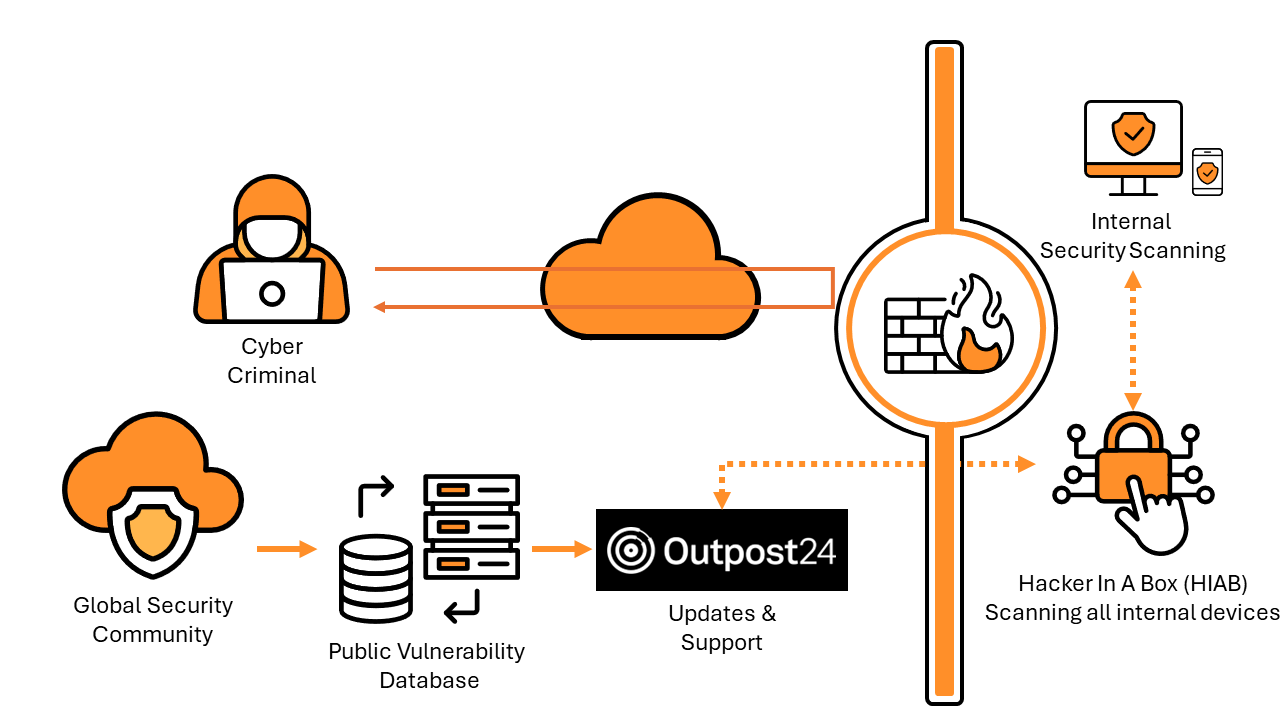 Internal
Security Scanning
Cyber
Criminal
Outpost24
Hacker In A Box (HIAB)
Scanning all internal devices
Global Security
Community
Updates &
Support
Public Vulnerability
Database